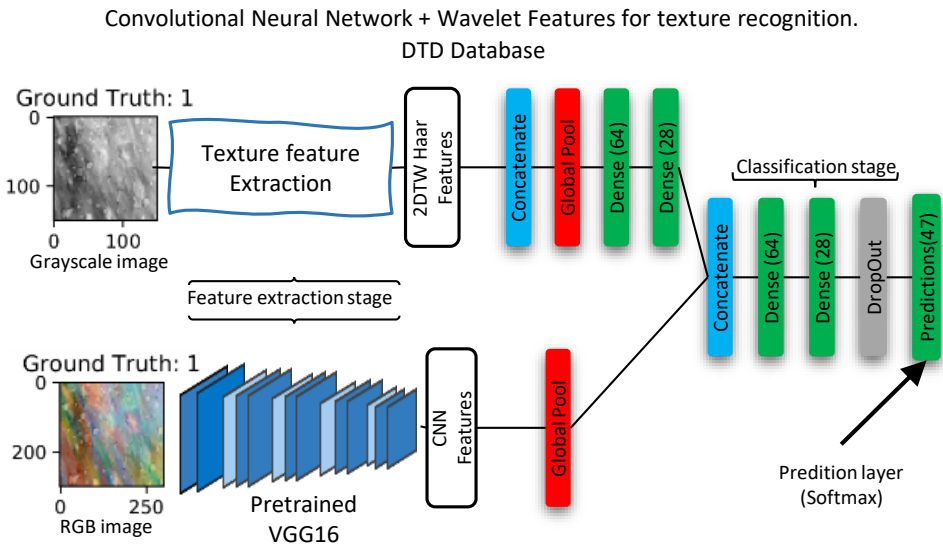 Convolutional Neural Network + Wavelet Features for texture recognition.
DTD Database
Ground Truth: 1
0
100
0
100
Grayscale image
Texture feature
Extraction
2DTW Haar
Features
Concatenate
Global Pool
Dense (64)
Dense (28)
Classification stage
Concatenate
Dense (64)
Dense (28)
DropOut
Predictions(47)
Feature extraction stage
Ground Truth: 1
0
200
0
250
RGB image
Pretrained
VGG16
CNN
Features
Global Pool
Predition layer
(Softmax)